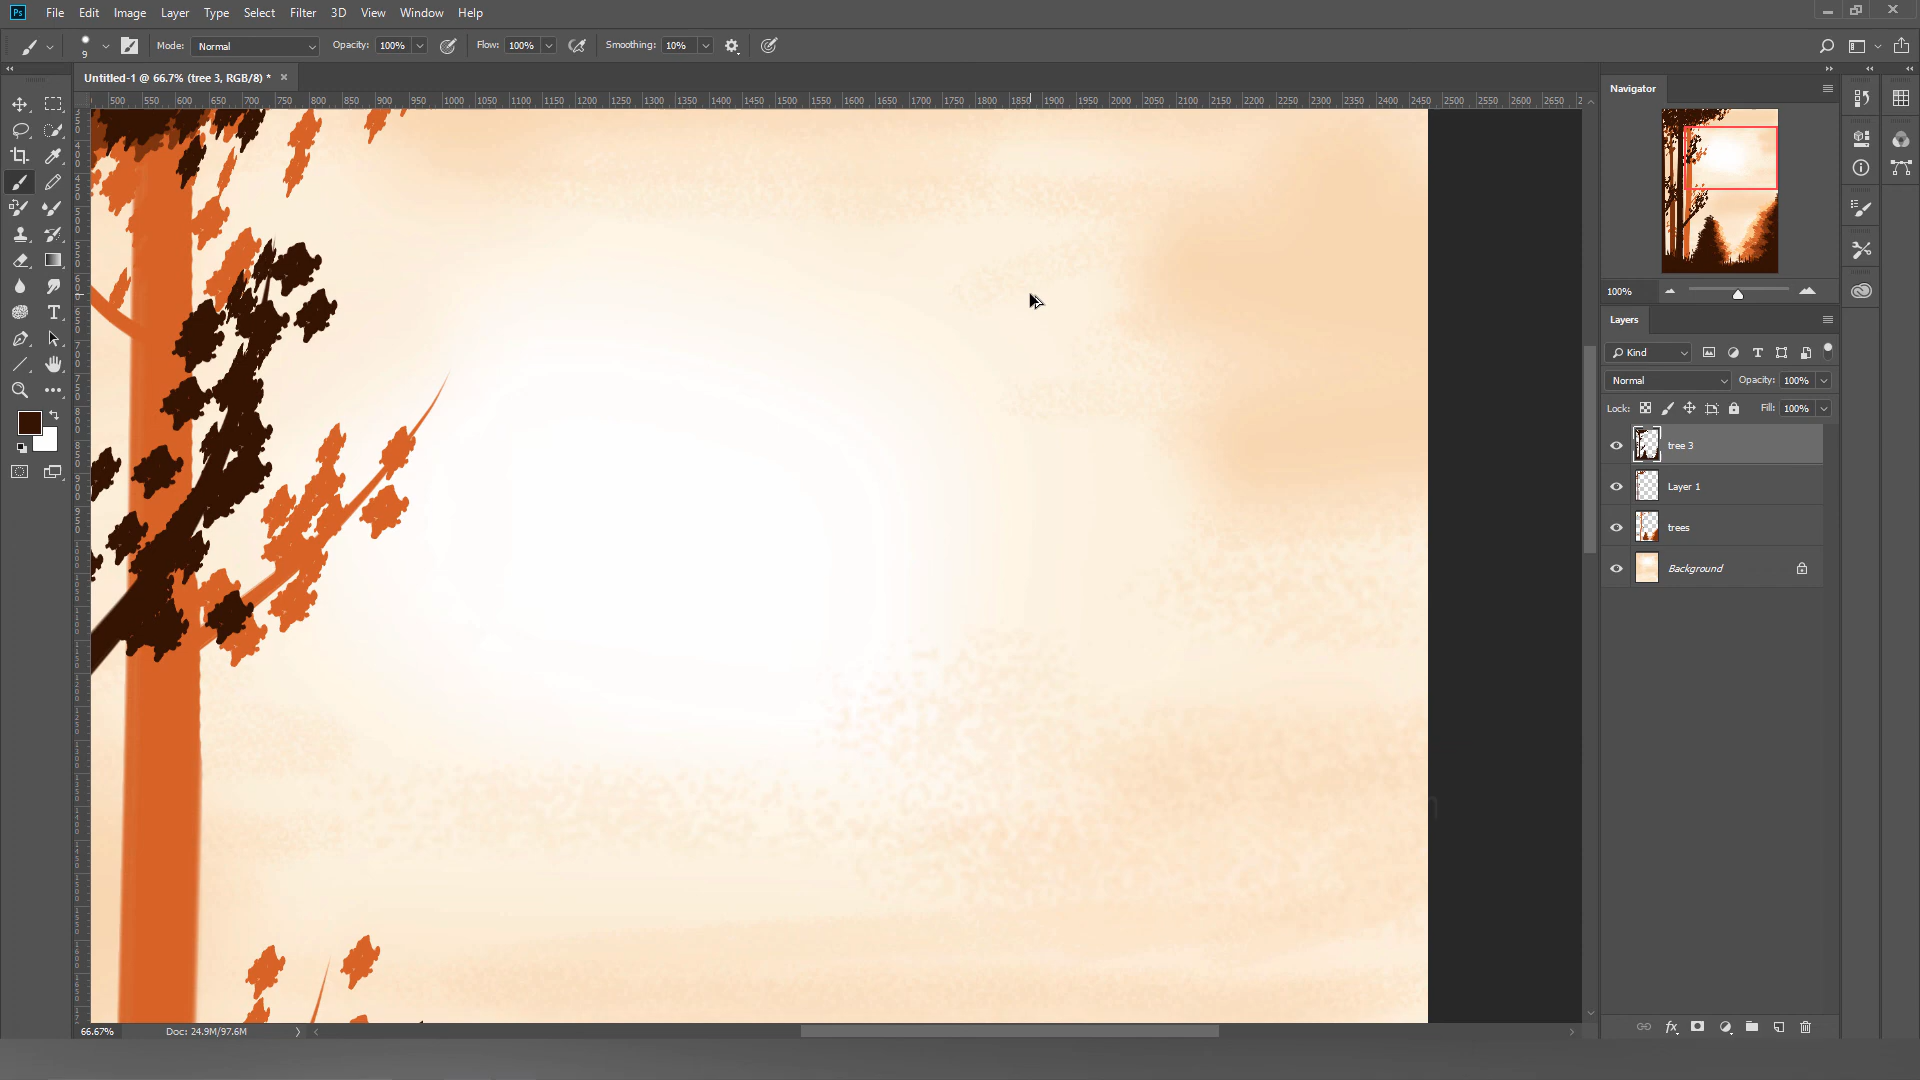 Ps File Edit Image Layer Type Select Filter 3D View Window Help
9 Mode: Normal Opacity: 100% Flow: 100% Smoothing: 10%
Untitled-1 @ 66.7% (tree 3, RGB/8) * ×
500 550 600 650 700 750 800 850 900 950 1000 1050 1100 1150 1200 1250 1300 1350 1400 1450 1500 1550 1600 1650 1700 1750 1800 1850 1900 1950 2000 2050 2100 2150 2200 2250 2300 2350 2400 2450 2500 2550 2600 2650
Navigator
100%
Layers
Kind
Normal Opacity: 100%
Lock: Fill: 100%
tree 3
Layer 1
trees
Background
fx
66.67% Doc: 24.9M/97.6M